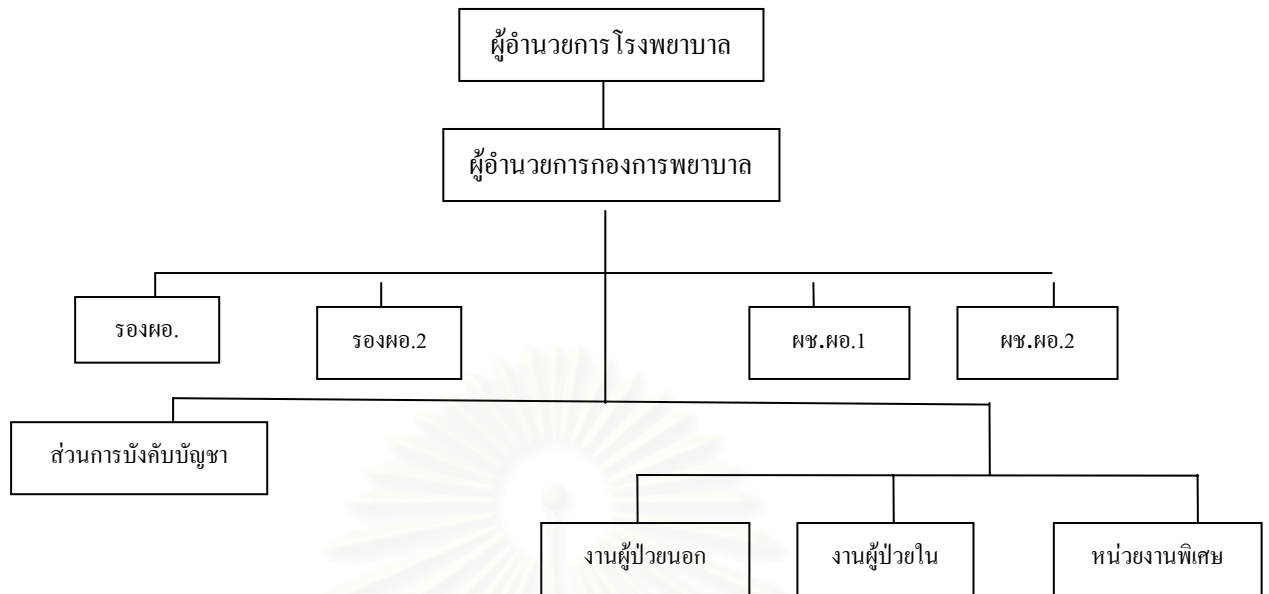 ผู้อำนวยการโรงพยาบาล
ผู้อำนวยการกองการพยาบาล
รองผอ.
รองผอ.2
ผช.ผอ.1
ผช.ผอ.2
ส่วนการบังคับบัญชา
งานผู้ป่วยนอก
งานผู้ป่วยใน
หน่วยงานพิเศษ